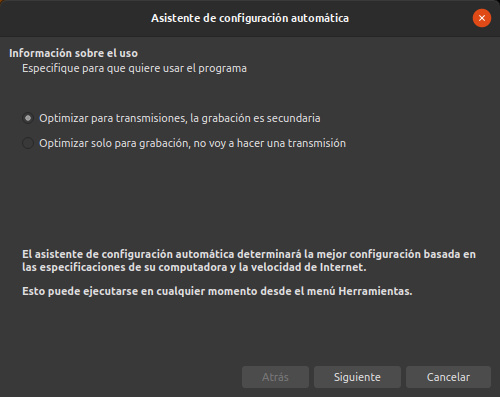 Asistente de configuración automática
Información sobre el uso
Especifique para que quiere usar el programa
Optimizar para transmisiones, la grabación es secundaria
Optimizar solo para grabación, no voy a hacer una transmisión
El asistente de configuración automática determinará la mejor configuración basada en
las especificaciones de su computadora y la velocidad de Internet.
Esto puede ejecutarse en cualquier momento desde el menú Herramientas.
Atrás
Siguiente
Cancelar